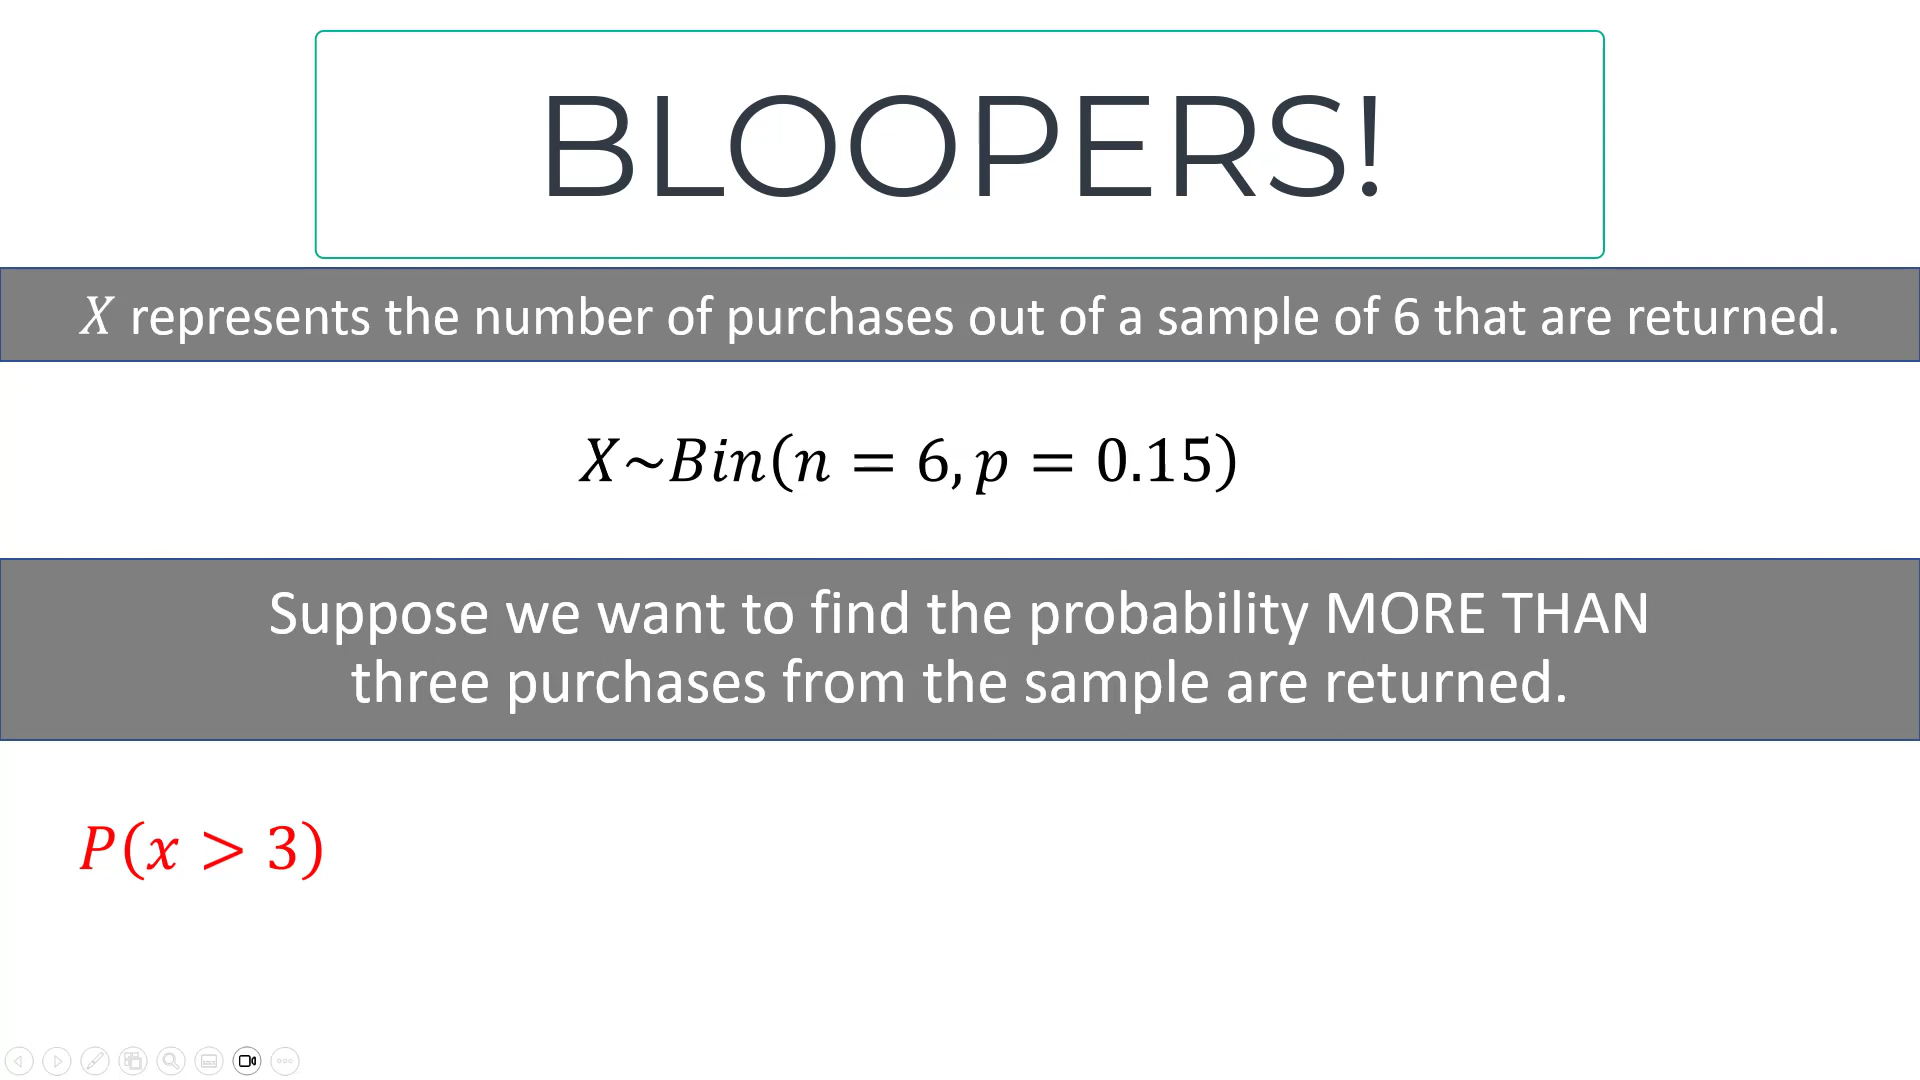 BLOOPERS!
X represents the number of purchases out of a sample of 6 that are returned.
X~Bin(n = 6, p = 0.15)
Suppose we want to find the probability MORE THAN
three purchases from the sample are returned.
P(x > 3)